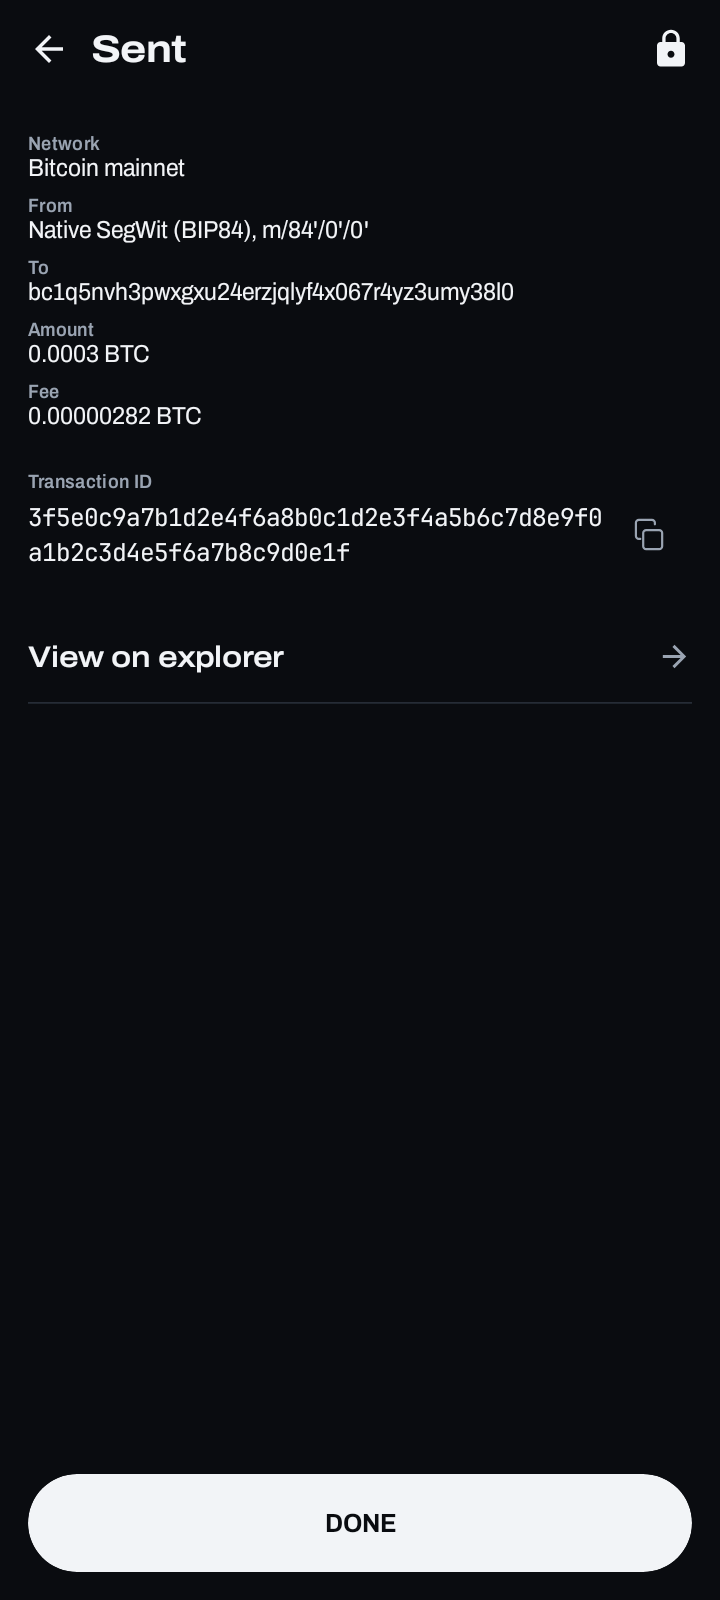 Sent
Network
Bitcoin mainnet
From
Native SegWit (BIP84), m/84'/0'/0'
To
bc1q5nvh3pwxgxu24erzjqlyf4x067r4yz3umy38l0
Amount
0.0003 BTC
Fee
0.00000282 BTC
Transaction ID
3f5e0c9a7b1d2e4f6a8b0c1d2e3f4a5b6c7d8e9f0
a1b2c3d4e5f6a7b8c9d0e1f
View on explorer
DONE